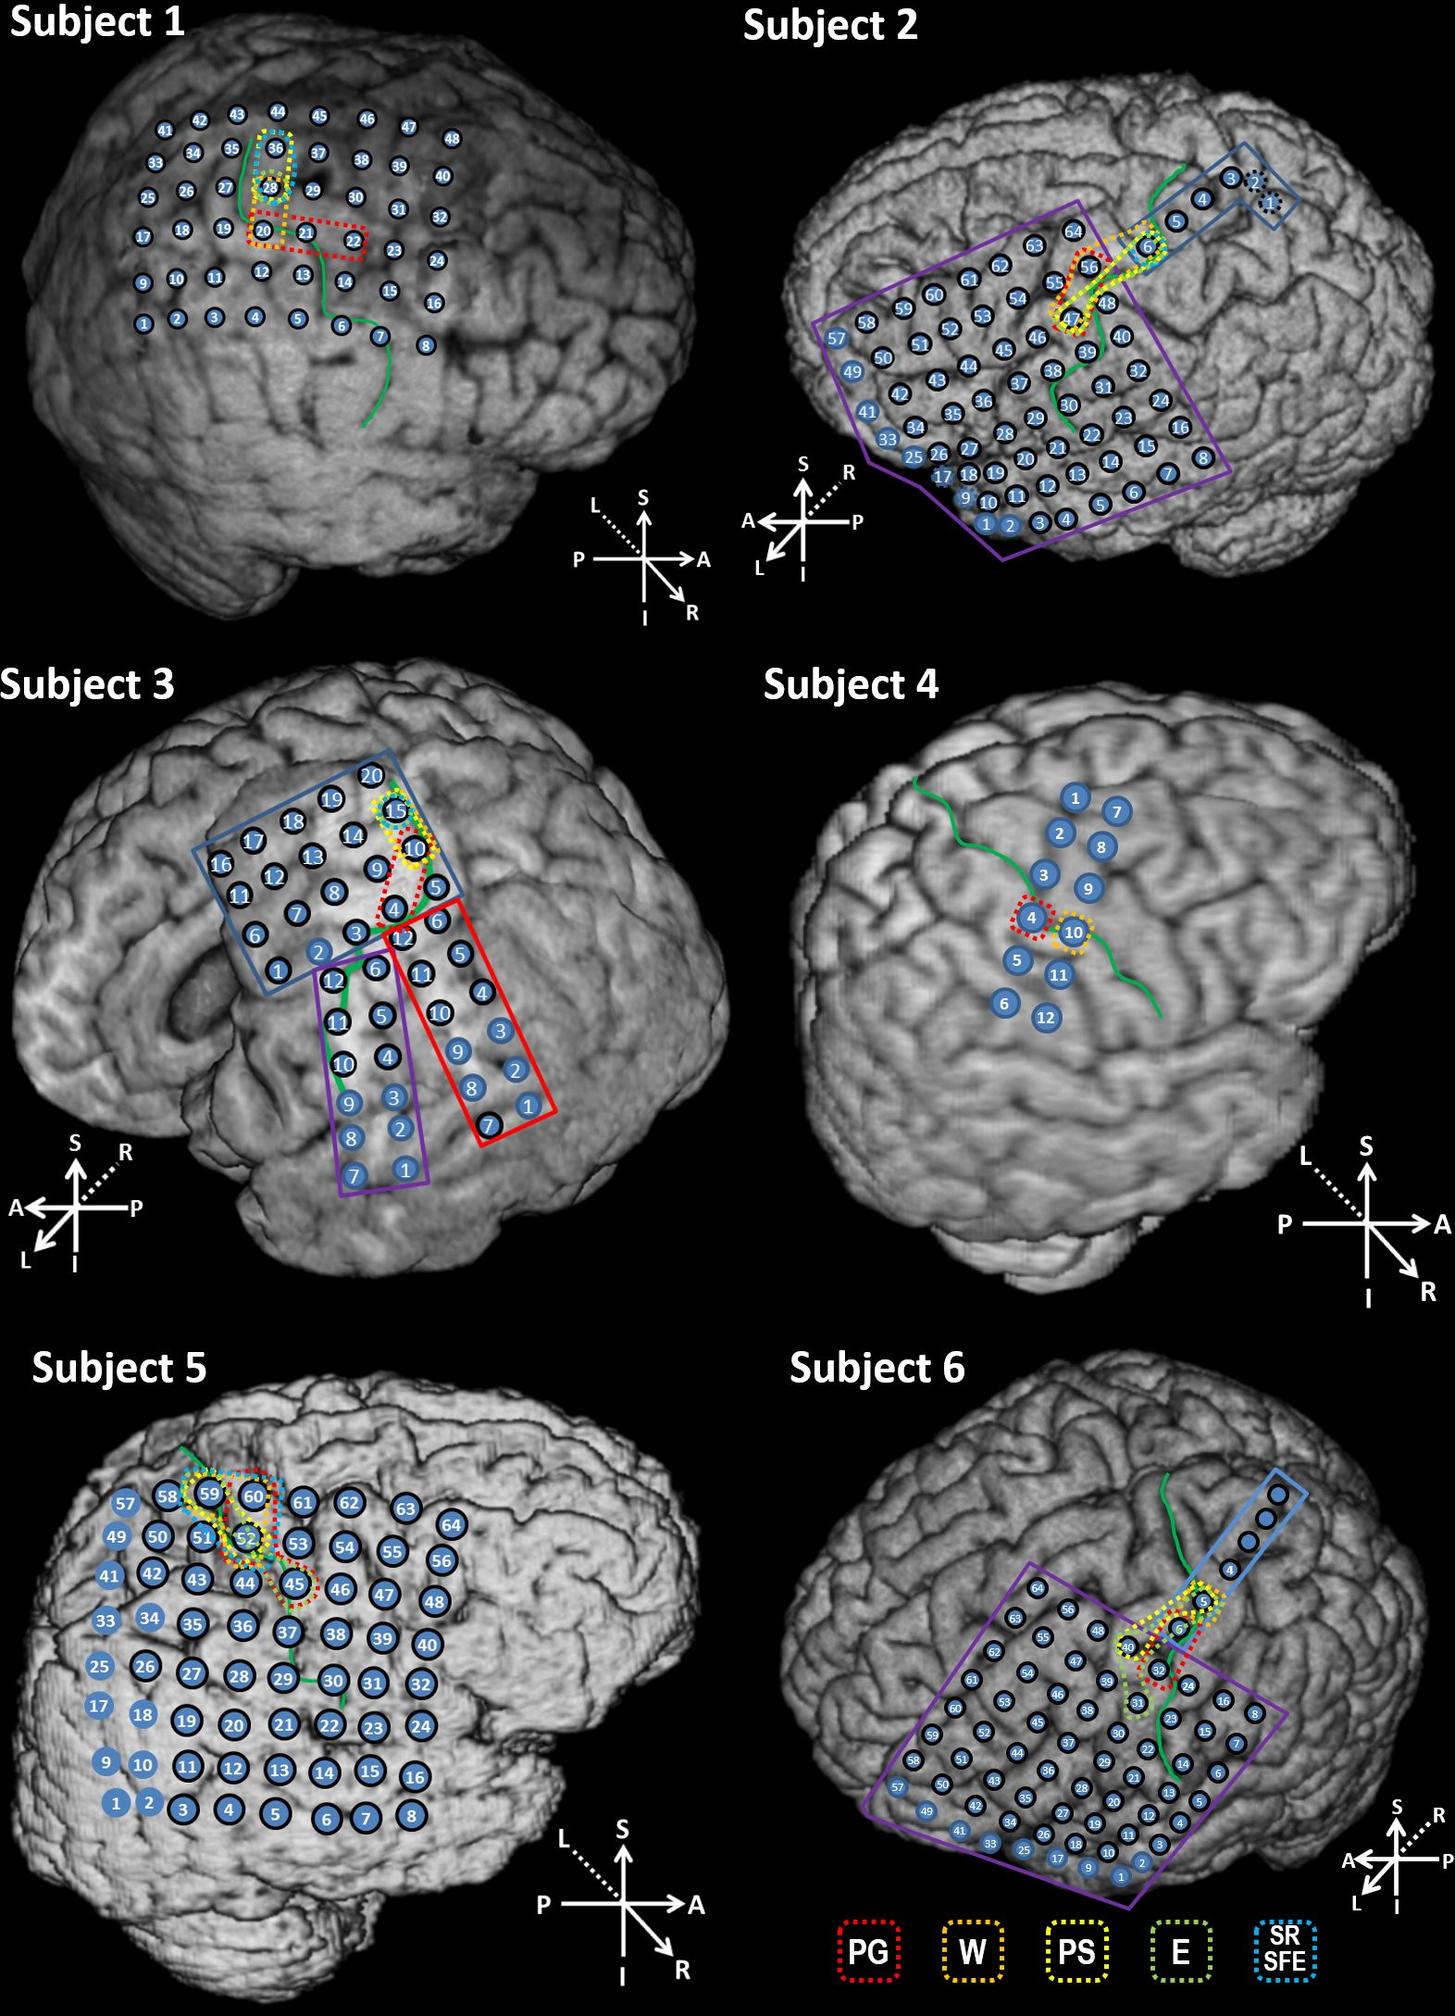 Subject 1
41 42 43 44 45 46 47 48
33 34 35 36 37 38 39 40
25 26 27 28 29 30 31 32
17 18 19 20 21 22 23 24
9 10 11 12 13 14 15 16
1 2 3 4 5 6 7 8
L S
P A
I R
Subject 2
3 2 1
4
5
6
64
63 56
62 55 48
61 54 47 40
60 53 46 39 32
59 52 45 38 31 24
58 51 44 37 30 23 16
57 50 43 36 29 22 15 8
49 42 35 28 21 14 7
41 34 27 20 13 6
33 26 19 12 5
25 18 11 4
17 10 3
9 2
1
S R
A P
L I
Subject 3
20
19 15
18 14 10
17 13 9 5
16 12 8 4
11 7 3
6 2
1
12 6
11 5
10 4
9 3
8 2
7 1
12 6
11 5
10 4
9 3
8 2
7 1
S R
A P
L I
Subject 4
1 7
2 8
3 9
4 10
5 11
6 12
L S
P A
I R
Subject 5
57 58 59 60 61 62 63 64
49 50 51 52 53 54 55 56
41 42 43 44 45 46 47 48
33 34 35 36 37 38 39 40
25 26 27 28 29 30 31 32
17 18 19 20 21 22 23 24
9 10 11 12 13 14 15 16
1 2 3 4 5 6 7 8
L S
P A
I R
Subject 6
4
5
6
64 56 48 40 32 24 16 8
63 55 47 39 31 23 15 7
62 54 46 38 30 22 14 6
61 53 45 37 29 21 13 5
60 52 44 36 28 20 12 4
59 51 43 35 27 19 11 3
58 50 42 34 26 18 10 2
57 49 41 33 25 17 9 1
S R
A P
L I
PG W PS E SR
SFE